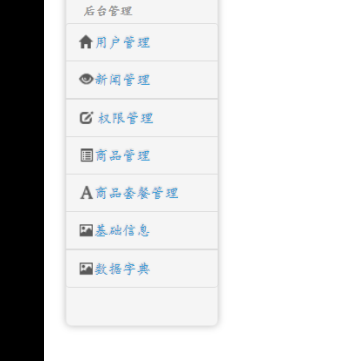 后台管理
用户管理
新闻管理
权限管理
商品管理
商品套餐管理
基础信息
数据字典